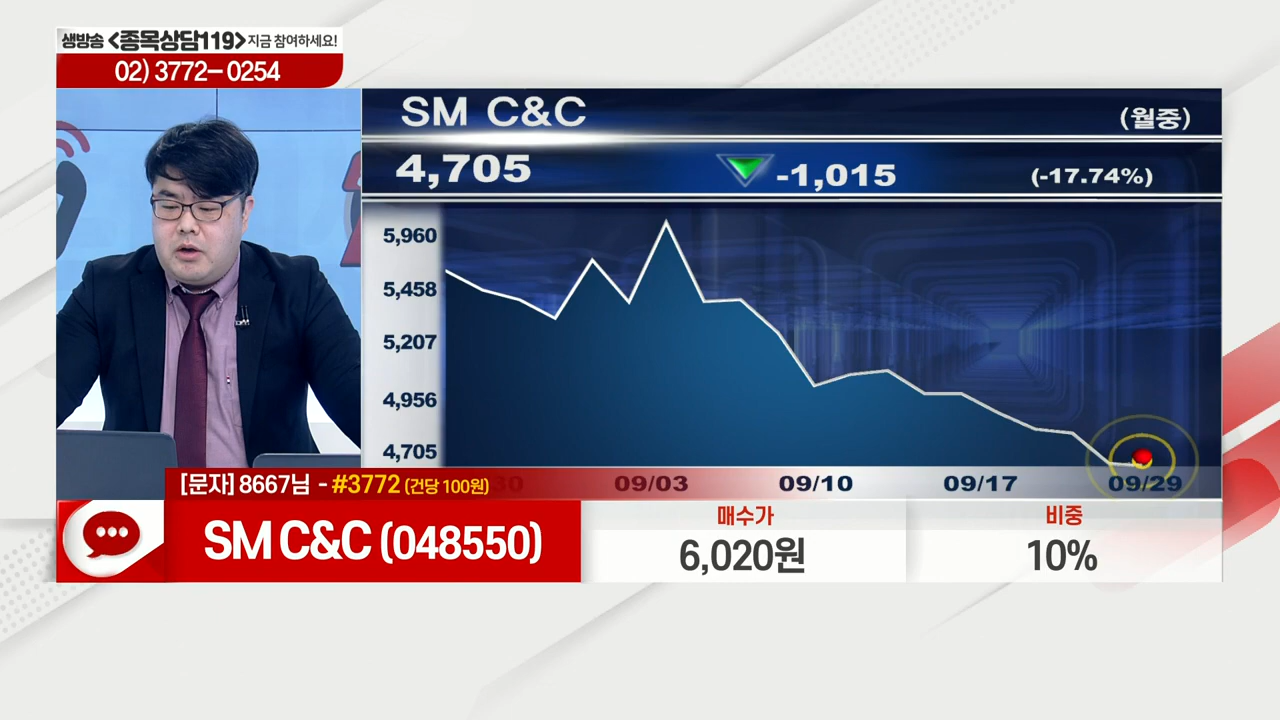 생방송 <종목상담119> 지금 참여하세요!
02) 3772-0254
SM C&C
(월중)
4,705 -1,015 (-17.74%)
5,960
5,458
5,207
4,956
4,705
30 09/03 09/10 09/17 09/29
[문자] 8667님 - #3772 (건당 100원)
SM C&C (048550)
매수가
6,020원
비중
10%